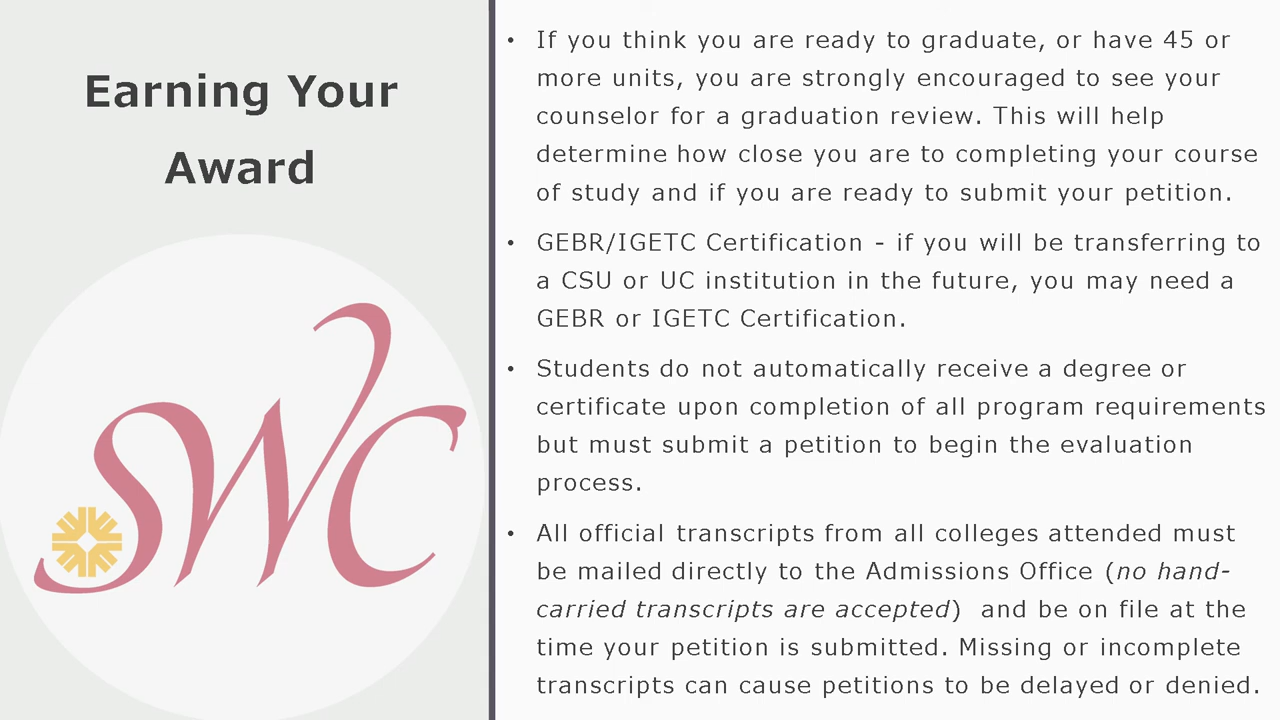 Earning Your
Award
SWC
• If you think you are ready to graduate, or have 45 or
more units, you are strongly encouraged to see your
counselor for a graduation review. This will help
determine how close you are to completing your course
of study and if you are ready to submit your petition.
• GEBR/IGETC Certification - if you will be transferring to
a CSU or UC institution in the future, you may need a
GEBR or IGETC Certification.
• Students do not automatically receive a degree or
certificate upon completion of all program requirements
but must submit a petition to begin the evaluation
process.
• All official transcripts from all colleges attended must
be mailed directly to the Admissions Office (no hand-
carried transcripts are accepted)  and be on file at the
time your petition is submitted. Missing or incomplete
transcripts can cause petitions to be delayed or denied.